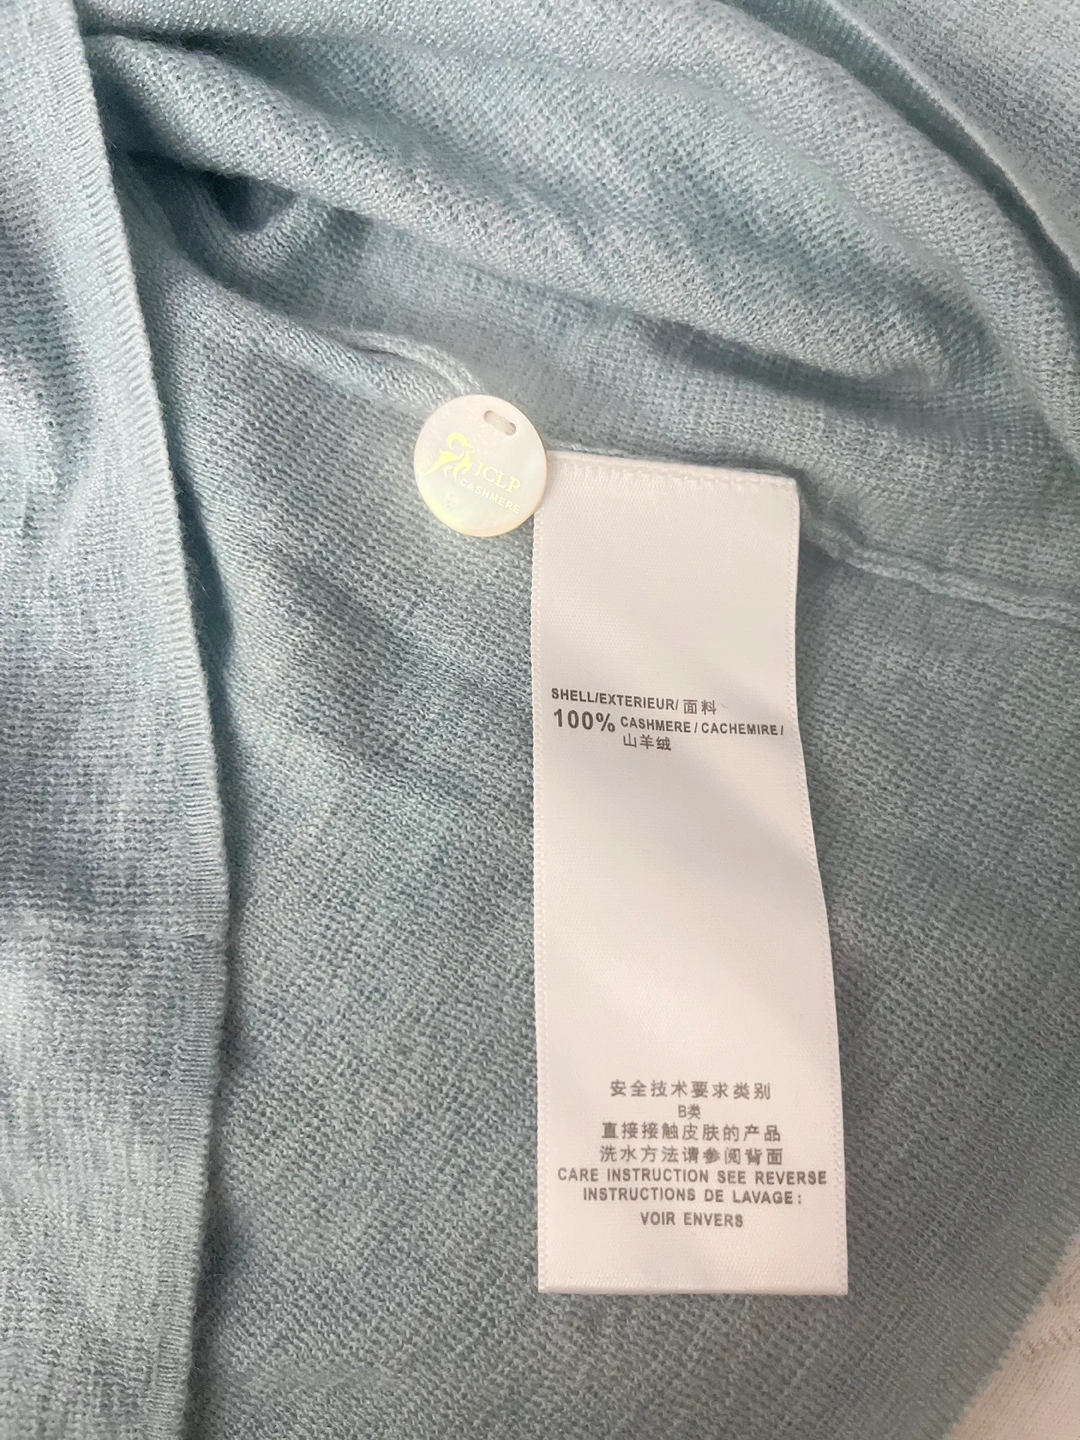 JCLP
CASHMERE
SHELL/EXTERIEUR/ 面料
100% CASHMERE / CACHEMIRE /
山羊绒
安全技术要求类别
B类
直接接触皮肤的产品
洗水方法请参阅背面
CARE INSTRUCTION SEE REVERSE
INSTRUCTIONS DE LAVAGE :
VOIR ENVERS